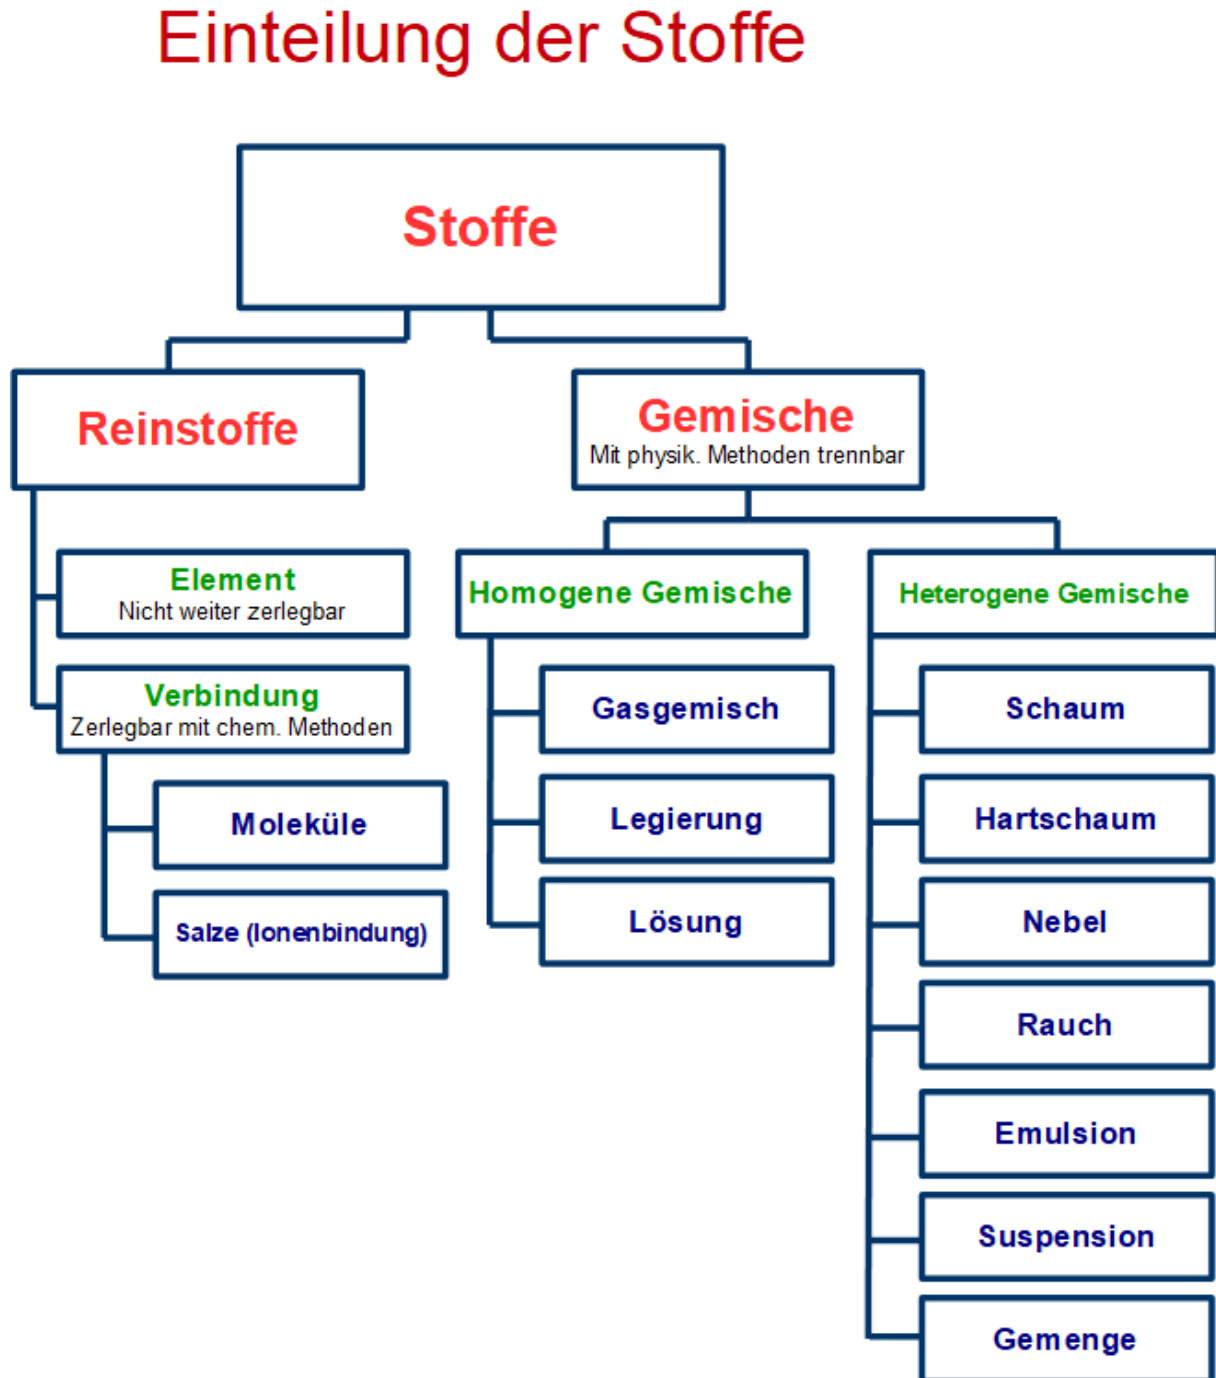 Einteilung der Stoffe
Stoffe
Reinstoffe
Gemische
Mit physik. Methoden trennbar
Element
Nicht weiter zerlegbar
Verbindung
Zerlegbar mit chem. Methoden
Moleküle
Salze (Ionenbindung)
Homogene Gemische
Gasgemisch
Legierung
Lösung
Heterogene Gemische
Schaum
Hartschaum
Nebel
Rauch
Emulsion
Suspension
Gemenge